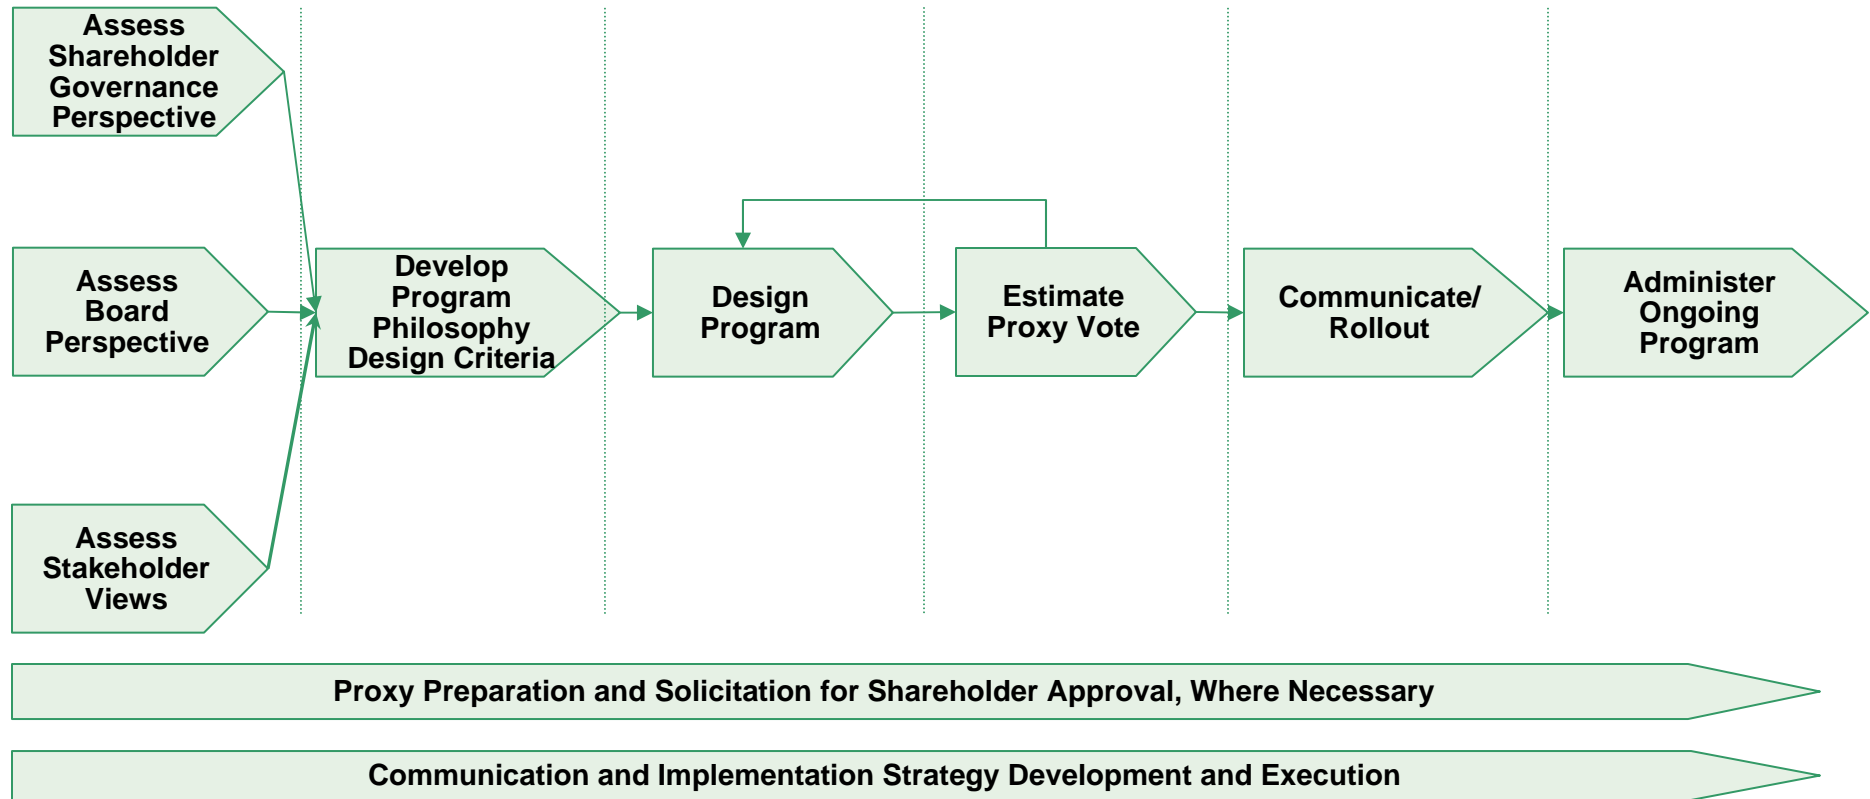 Assess
Shareholder
Governance
Perspective
Assess
Board
Perspective
Assess
Stakeholder
Views
Develop
Program
Philosophy
Design Criteria
Design
Program
Estimate
Proxy Vote
Communicate/
Rollout
Administer
Ongoing
Program
Proxy Preparation and Solicitation for Shareholder Approval, Where Necessary
Communication and Implementation Strategy Development and Execution